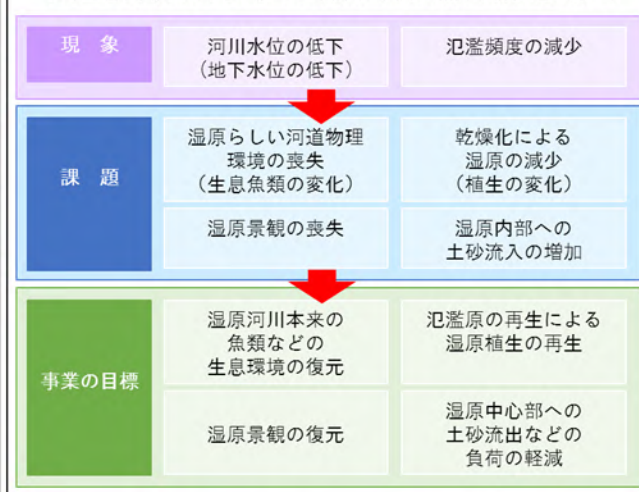 現　象
河川水位の低下
（地下水位の低下）
氾濫頻度の減少
課　題
湿原らしい河道物理
環境の喪失
（生息魚類の変化）
乾燥化による
湿原の減少
（植生の変化）
湿原景観の喪失
湿原内部への
土砂流入の増加
事業の目標
湿原河川本来の
魚類などの
生息環境の復元
氾濫原の再生による
湿原植生の再生
湿原景観の復元
湿原中心部への
土砂流出などの
負荷の軽減